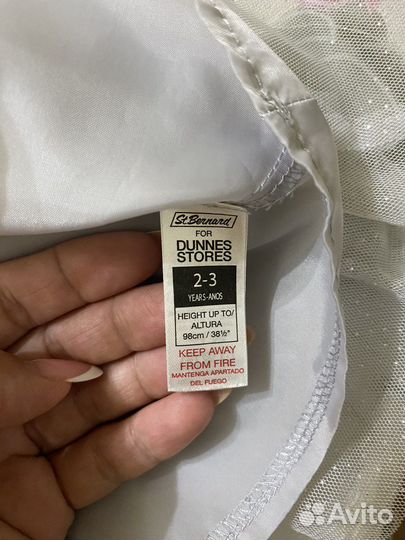 St. Bernard
FOR
DUNNES
STORES
2-3
YEARS-ANOS
HEIGHT UP TO/
ALTURA
98cm / 38½"
KEEP AWAY
FROM FIRE
MANTENGA APARTADO
DEL FUEGO
Avito